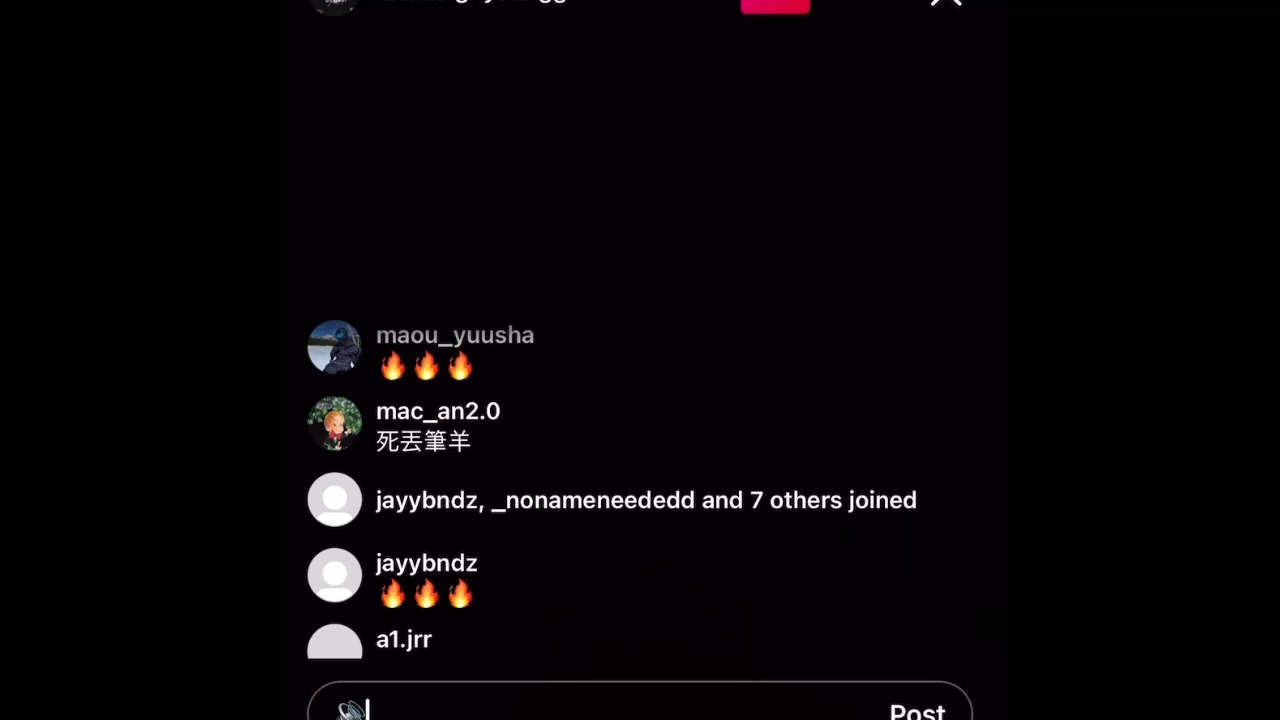 maou_yuusha
🔥🔥🔥
mac_an2.0
死丟筆羊
jayybndz, _nonameneededd and 7 others joined
jayybndz
🔥🔥🔥
a1.jrr
Post